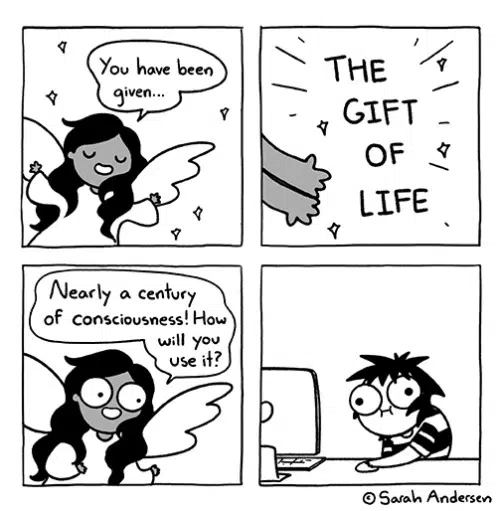 You have been
given...
THE
GIFT
OF
LIFE
Nearly a century
of consciousness! How
will you
use it?
© Sarah Andersen